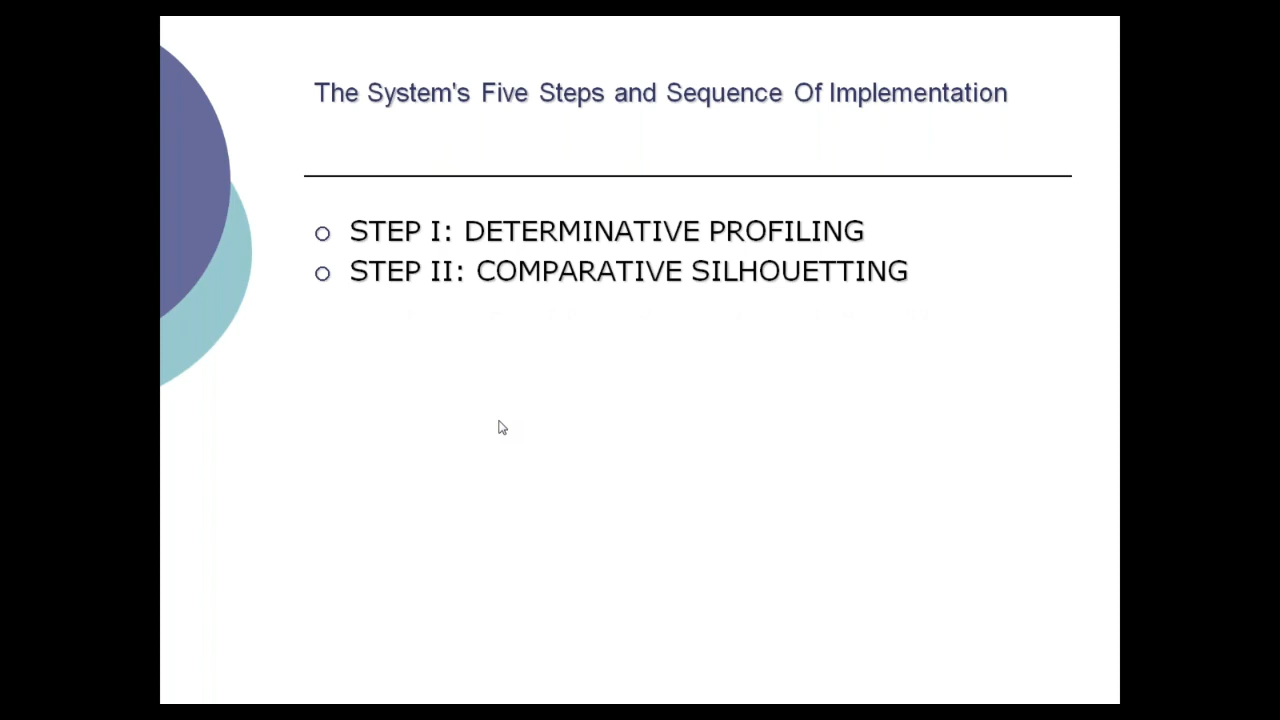 The System's Five Steps and Sequence Of Implementation
STEP I: DETERMINATIVE PROFILING
STEP II: COMPARATIVE SILHOUETTING